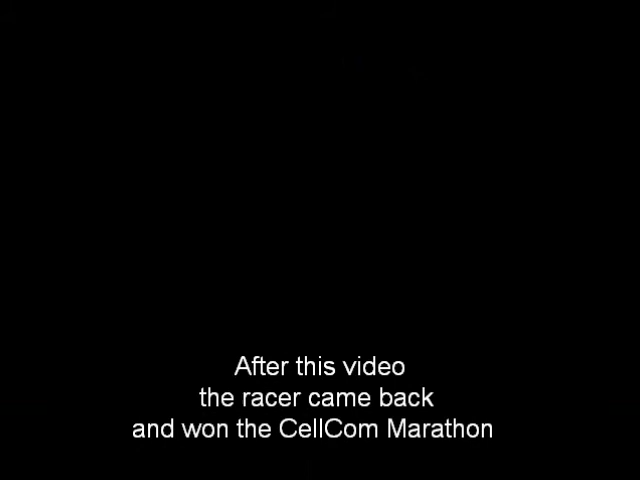 After this video
the racer came back
and won the CellCom Marathon